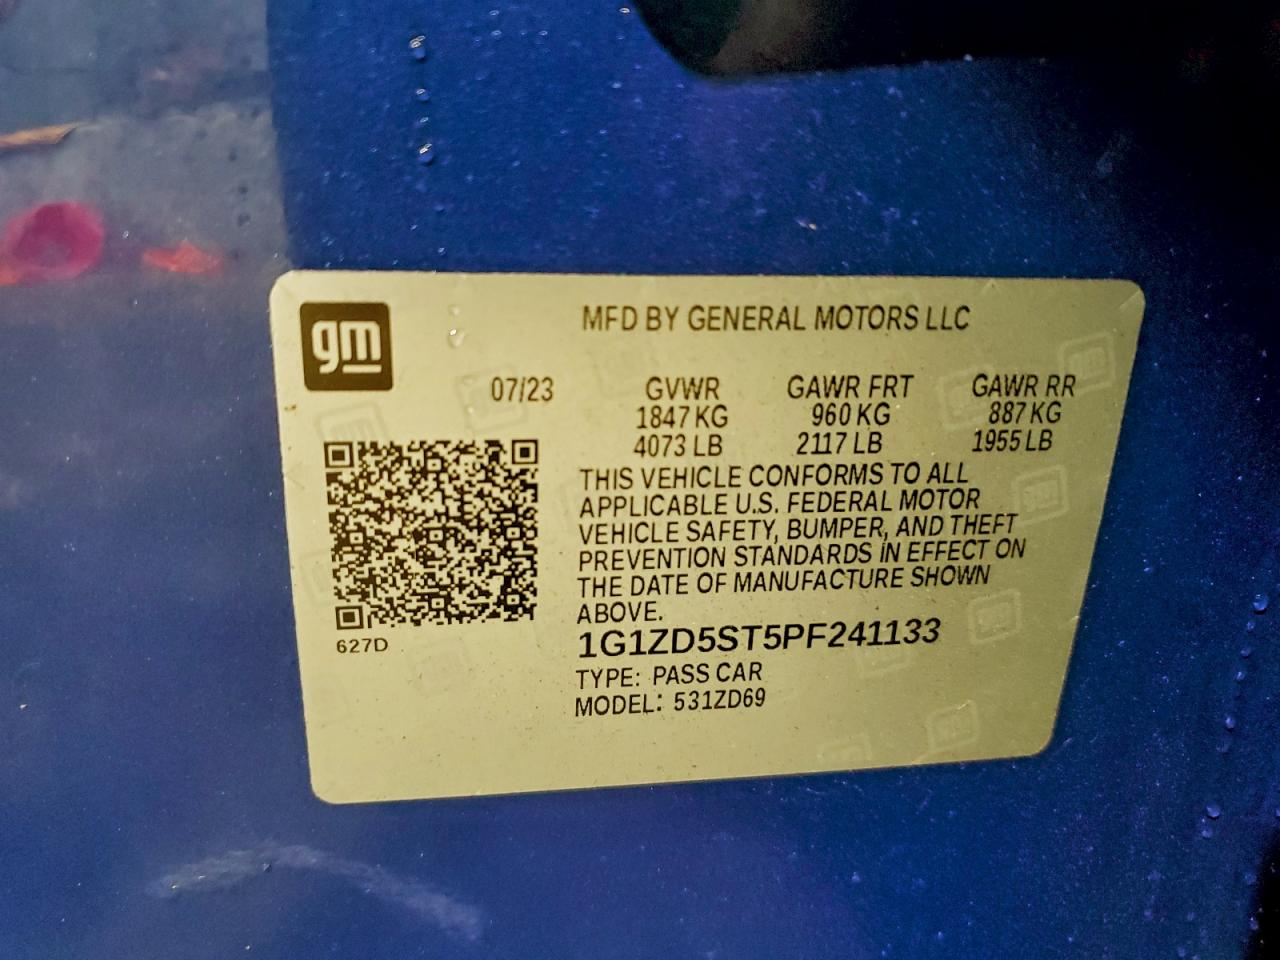 gm
MFD BY GENERAL MOTORS LLC
07/23 GVWR GAWR FRT GAWR RR
1847 KG 960 KG 887 KG
4073 LB 2117 LB 1955 LB
THIS VEHICLE CONFORMS TO ALL
APPLICABLE U.S. FEDERAL MOTOR
VEHICLE SAFETY, BUMPER, AND THEFT
PREVENTION STANDARDS IN EFFECT ON
THE DATE OF MANUFACTURE SHOWN
ABOVE.
1G1ZD5ST5PF241133
627D
TYPE: PASS CAR
MODEL: 531ZD69